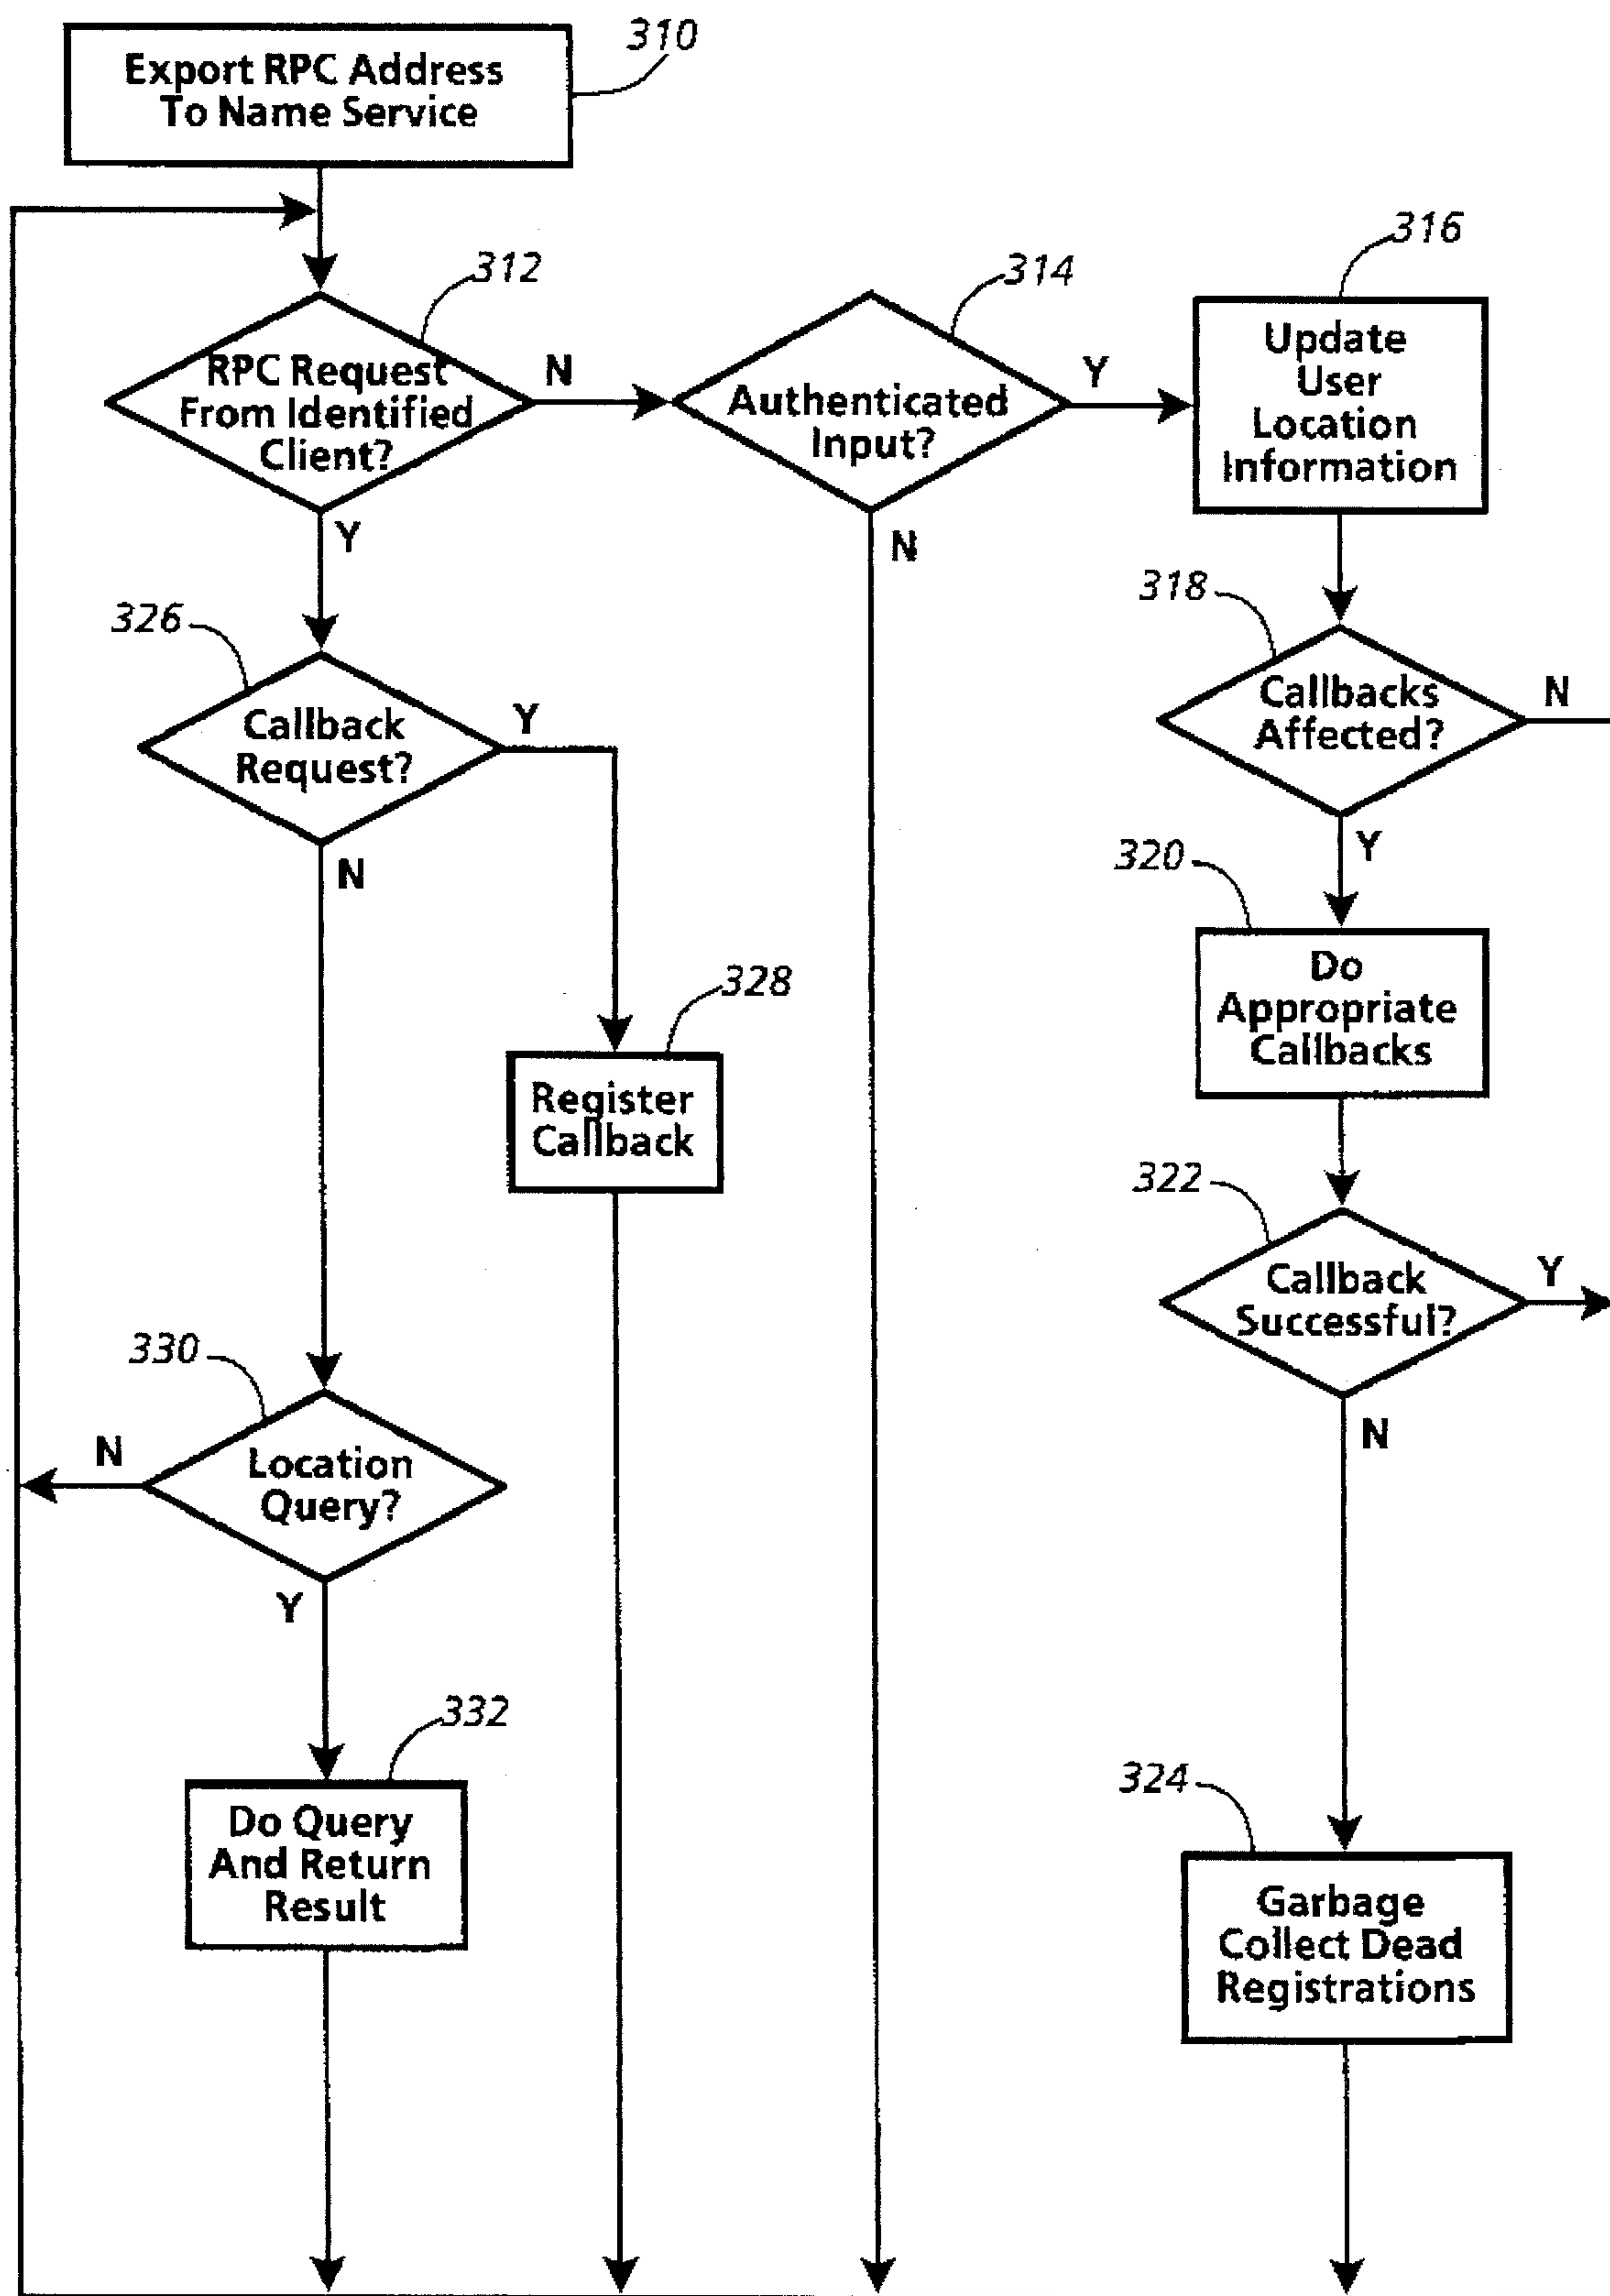 310
Export RPC Address
To Name Service
312
RPC Request
From Identified
Client?
N
Y
314
Authenticated
Input?
Y
N
316
Update
User
Location
Information
318
Callbacks
Affected?
N
Y
326
Callback
Request?
Y
N
320
Do
Appropriate
Callbacks
328
Register
Callback
322
Callback
Successful?
Y
N
330
Location
Query?
N
Y
332
Do Query
And Return
Result
324
Garbage
Collect Dead
Registrations